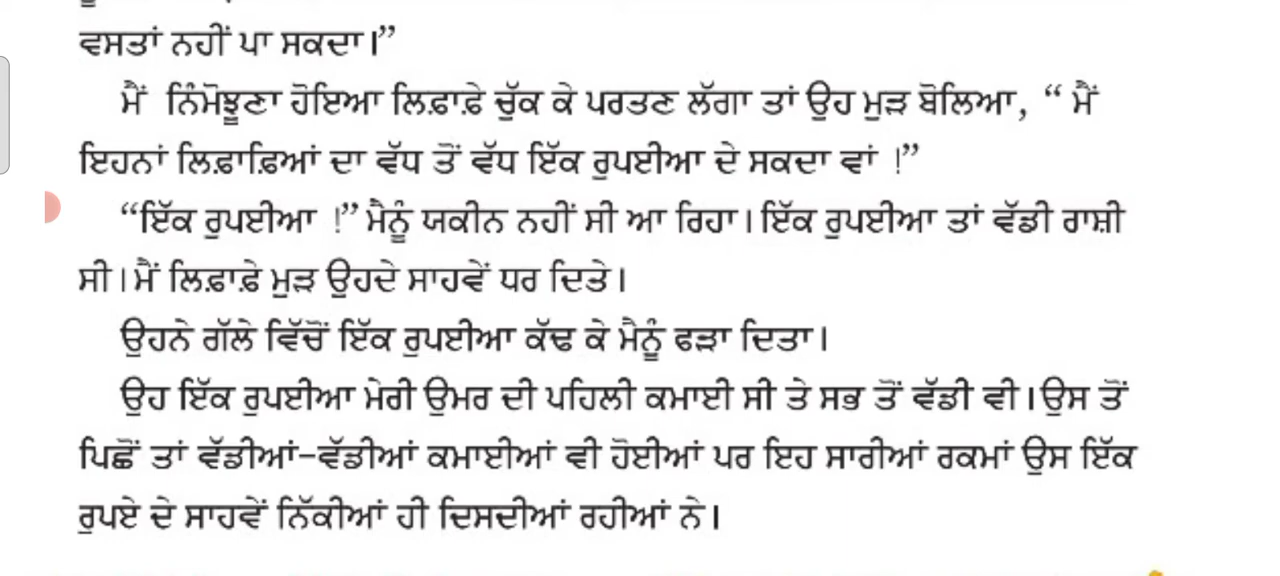 ਵਸਤਾਂ ਨਹੀਂ ਪਾ ਸਕਦਾ।”
ਮੈਂ ਨਿੰਮੋਝੂਣਾ ਹੋਇਆ ਲਿਫ਼ਾਫ਼ੇ ਚੁੱਕ ਕੇ ਪਰਤਣ ਲੱਗਾ ਤਾਂ ਉਹ ਮੁੜ ਬੋਲਿਆ, “ ਮੈਂ
ਇਹਨਾਂ ਲਿਫ਼ਾਫ਼ਿਆਂ ਦਾ ਵੱਧ ਤੋਂ ਵੱਧ ਇੱਕ ਰੁਪਈਆ ਦੇ ਸਕਦਾ ਵਾਂ !”
“ਇੱਕ ਰੁਪਈਆ !” ਮੈਨੂੰ ਯਕੀਨ ਨਹੀਂ ਸੀ ਆ ਰਿਹਾ। ਇੱਕ ਰੁਪਈਆ ਤਾਂ ਵੱਡੀ ਰਾਸ਼ੀ
ਸੀ। ਮੈਂ ਲਿਫ਼ਾਫ਼ੇ ਮੁੜ ਉਹਦੇ ਸਾਹਵੇਂ ਧਰ ਦਿਤੇ।
ਉਹਨੇ ਗੱਲੇ ਵਿੱਚੋਂ ਇੱਕ ਰੁਪਈਆ ਕੱਢ ਕੇ ਮੈਨੂੰ ਫੜਾ ਦਿਤਾ।
ਉਹ ਇੱਕ ਰੁਪਈਆ ਮੇਰੀ ਉਮਰ ਦੀ ਪਹਿਲੀ ਕਮਾਈ ਸੀ ਤੇ ਸਭ ਤੋਂ ਵੱਡੀ ਵੀ। ਉਸ ਤੋਂ
ਪਿਛੋਂ ਤਾਂ ਵੱਡੀਆਂ-ਵੱਡੀਆਂ ਕਮਾਈਆਂ ਵੀ ਹੋਈਆਂ ਪਰ ਇਹ ਸਾਰੀਆਂ ਰਕਮਾਂ ਉਸ ਇੱਕ
ਰੁਪਏ ਦੇ ਸਾਹਵੇਂ ਨਿੱਕੀਆਂ ਹੀ ਦਿਸਦੀਆਂ ਰਹੀਆਂ ਨੇ।